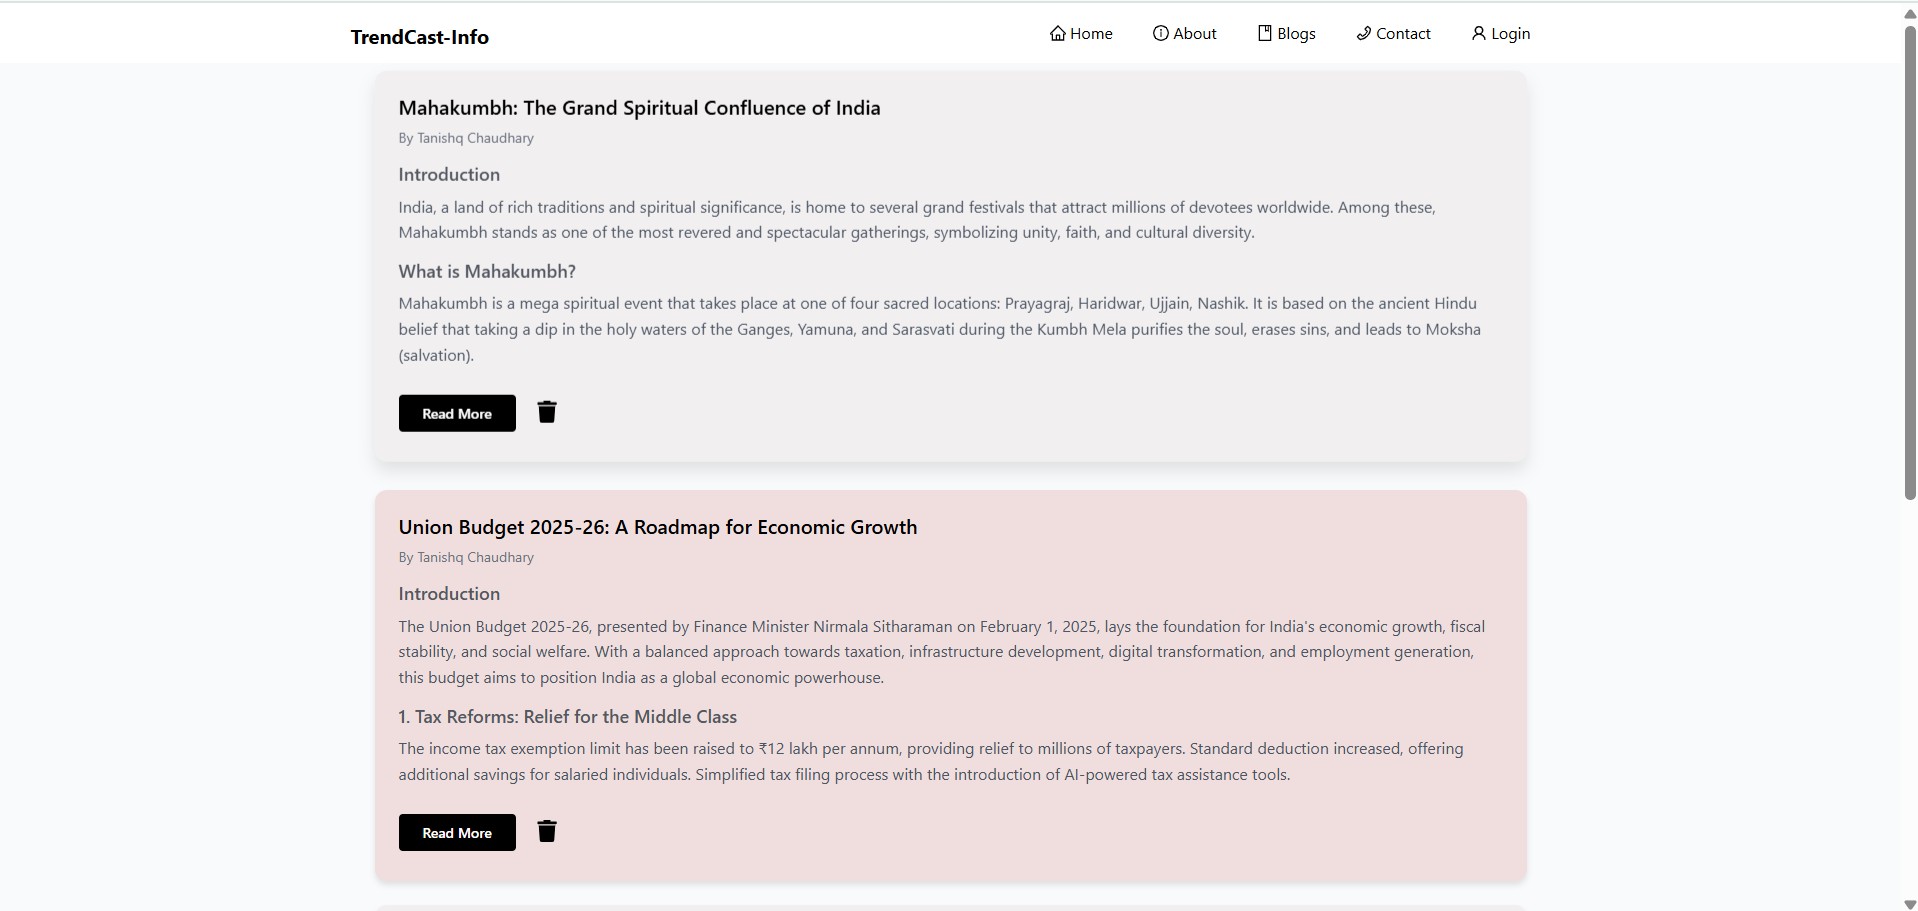 TrendCast-Info
Home
About
Blogs
Contact
Login
Mahakumbh: The Grand Spiritual Confluence of India
By Tanishq Chaudhary
Introduction
India, a land of rich traditions and spiritual significance, is home to several grand festivals that attract millions of devotees worldwide. Among these,
Mahakumbh stands as one of the most revered and spectacular gatherings, symbolizing unity, faith, and cultural diversity.
What is Mahakumbh?
Mahakumbh is a mega spiritual event that takes place at one of four sacred locations: Prayagraj, Haridwar, Ujjain, Nashik. It is based on the ancient Hindu
belief that taking a dip in the holy waters of the Ganges, Yamuna, and Sarasvati during the Kumbh Mela purifies the soul, erases sins, and leads to Moksha
(salvation).
Read More
Union Budget 2025-26: A Roadmap for Economic Growth
By Tanishq Chaudhary
Introduction
The Union Budget 2025-26, presented by Finance Minister Nirmala Sitharaman on February 1, 2025, lays the foundation for India's economic growth, fiscal
stability, and social welfare. With a balanced approach towards taxation, infrastructure development, digital transformation, and employment generation,
this budget aims to position India as a global economic powerhouse.
1. Tax Reforms: Relief for the Middle Class
The income tax exemption limit has been raised to ₹12 lakh per annum, providing relief to millions of taxpayers. Standard deduction increased, offering
additional savings for salaried individuals. Simplified tax filing process with the introduction of AI-powered tax assistance tools.
Read More